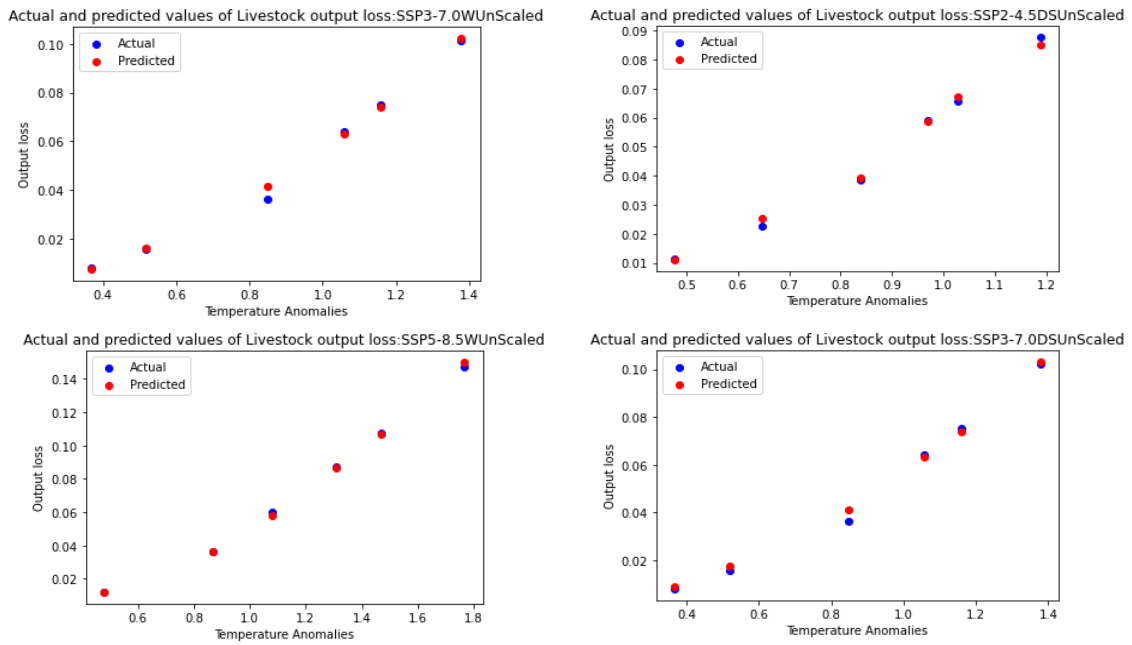 Actual and predicted values of Livestock output loss:SSP3-7.0WUnScaled
Actual
Predicted
0.10
0.08
0.06
0.04
0.02
Output loss
0.4 0.6 0.8 1.0 1.2 1.4
Temperature Anomalies
Actual and predicted values of Livestock output loss:SSP2-4.5DSUnScaled
Actual
Predicted
0.09
0.08
0.07
0.06
0.05
0.04
0.03
0.02
0.01
Output loss
0.5 0.6 0.7 0.8 0.9 1.0 1.1 1.2
Temperature Anomalies
Actual and predicted values of Livestock output loss:SSP5-8.5WUnScaled
Actual
Predicted
0.14
0.12
0.10
0.08
0.06
0.04
0.02
Output loss
0.6 0.8 1.0 1.2 1.4 1.6 1.8
Temperature Anomalies
Actual and predicted values of Livestock output loss:SSP3-7.0DSUnScaled
Actual
Predicted
0.10
0.08
0.06
0.04
0.02
Output loss
0.4 0.6 0.8 1.0 1.2 1.4
Temperature Anomalies